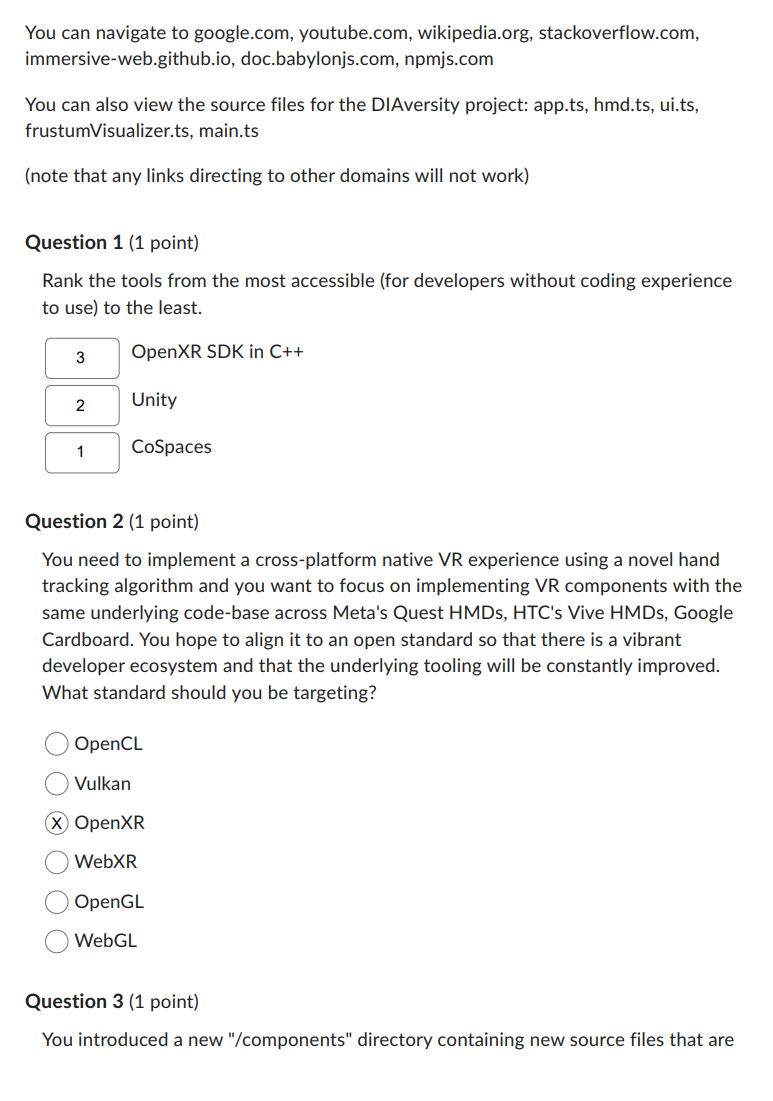 You can navigate to google.com, youtube.com, wikipedia.org, stackoverflow.com,
immersive-web.github.io, doc.babylonjs.com, npmjs.com
You can also view the source files for the DIAversity project: app.ts, hmd.ts, ui.ts,
frustumVisualizer.ts, main.ts
(note that any links directing to other domains will not work)
Question 1 (1 point)
Rank the tools from the most accessible (for developers without coding experience
to use) to the least.
3 OpenXR SDK in C++
2 Unity
1 CoSpaces
Question 2 (1 point)
You need to implement a cross-platform native VR experience using a novel hand
tracking algorithm and you want to focus on implementing VR components with the
same underlying code-base across Meta's Quest HMDs, HTC's Vive HMDs, Google
Cardboard. You hope to align it to an open standard so that there is a vibrant
developer ecosystem and that the underlying tooling will be constantly improved.
What standard should you be targeting?
OpenCL
Vulkan
X OpenXR
WebXR
OpenGL
WebGL
Question 3 (1 point)
You introduced a new "/components" directory containing new source files that are